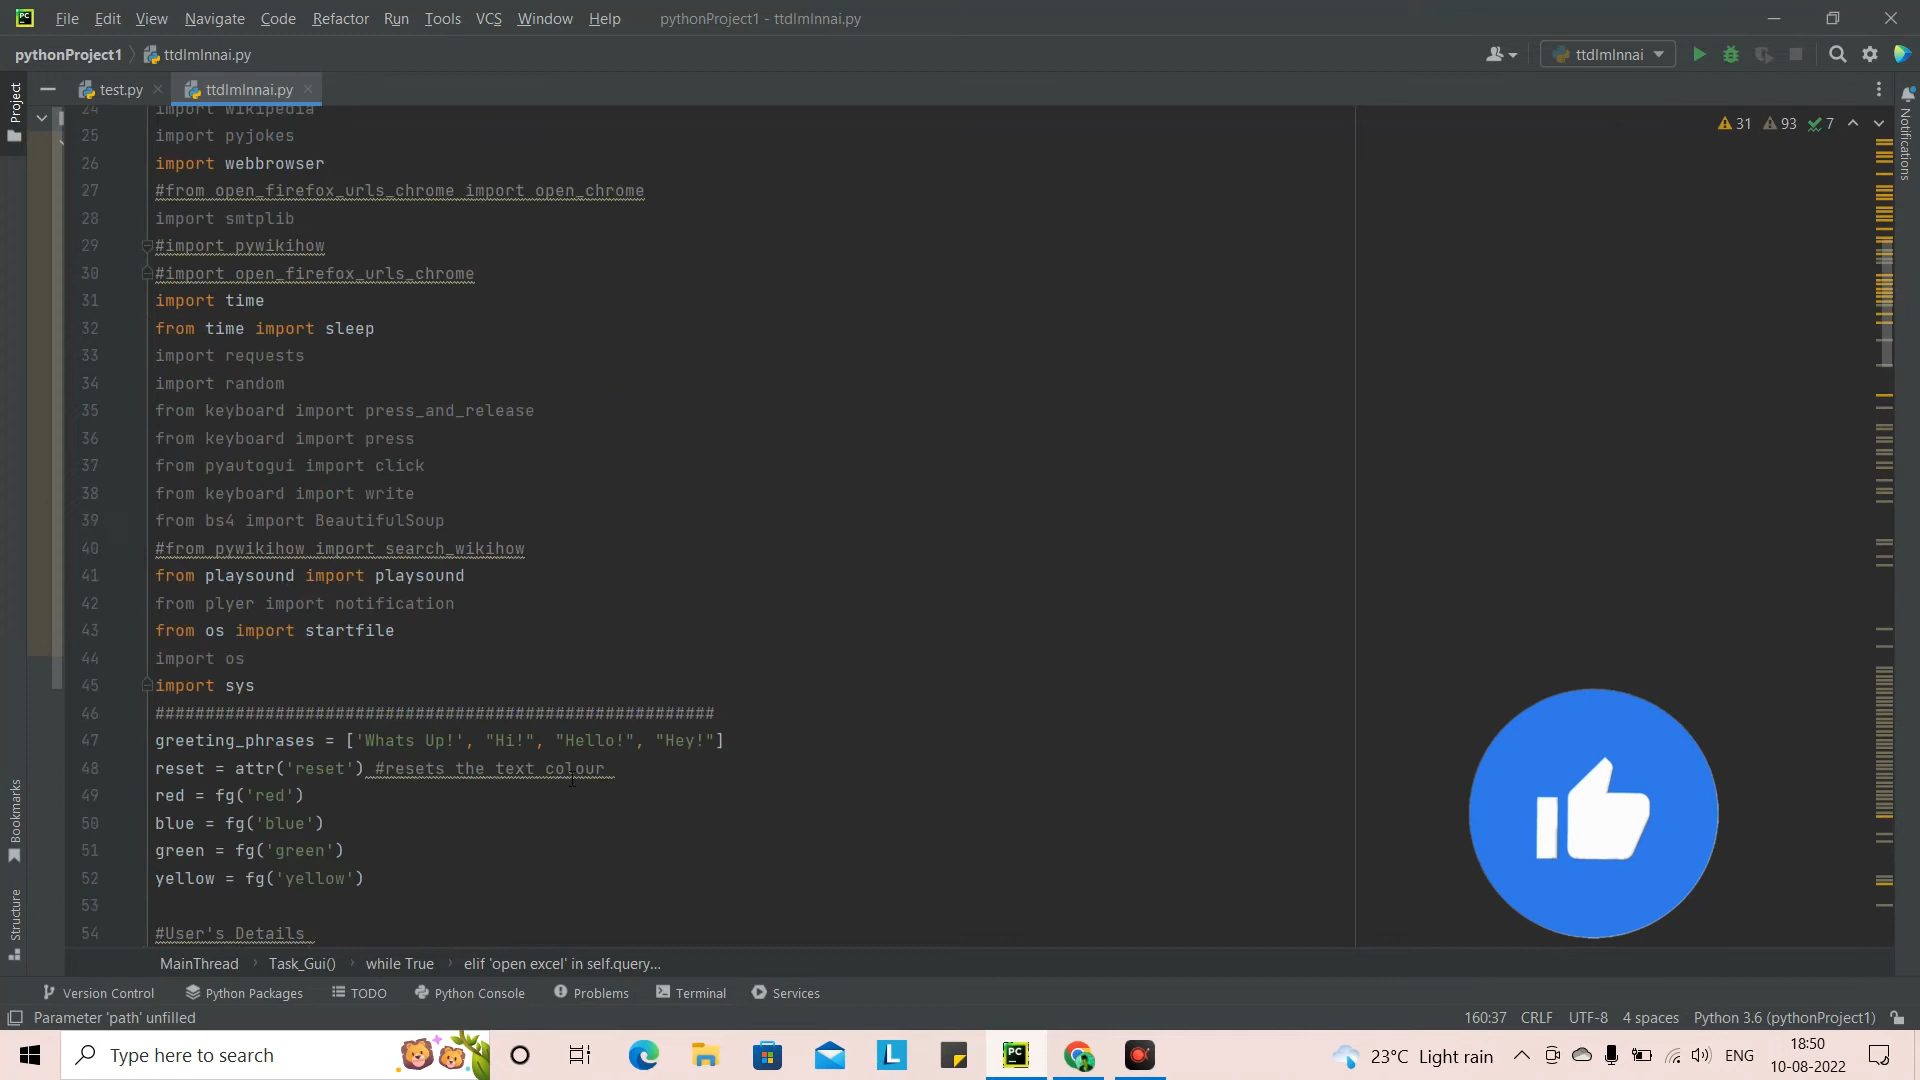 File Edit View Navigate Code Refactor Run Tools VCS Window Help pythonProject1 - ttdlmlnnai.py
pythonProject1 ttdlmlnnai.py ttdlmlnnai
Project test.py ttdlmlnnai.py
24 import wikipedia
31 93 7
25 import pyjokes
26 import webbrowser
27 #from open_firefox_urls_chrome import open_chrome
28 import smtplib
29 #import pywikihow
30 #import open_firefox_urls_chrome
31 import time
32 from time import sleep
33 import requests
34 import random
35 from keyboard import press_and_release
36 from keyboard import press
37 from pyautogui import click
38 from keyboard import write
39 from bs4 import BeautifulSoup
40 #from pywikihow import search_wikihow
41 from playsound import playsound
42 from plyer import notification
43 from os import startfile
44 import os
45 import sys
46 ########################################################
47 greeting_phrases = ['Whats Up!', "Hi!", "Hello!", "Hey!"]
48 reset = attr('reset') #resets the text colour
49 red = fg('red')
50 blue = fg('blue')
51 green = fg('green')
52 yellow = fg('yellow')
53
54 #User's Details
Notifications
Bookmarks
Structure
MainThread Task_Gui() while True elif 'open excel' in self.query...
Version Control Python Packages TODO Python Console Problems Terminal Services
Parameter 'path' unfilled 160:37 CRLF UTF-8 4 spaces Python 3.6 (pythonProject1)
Type here to search PC 23°C Light rain ENG 18:50
10-08-2022